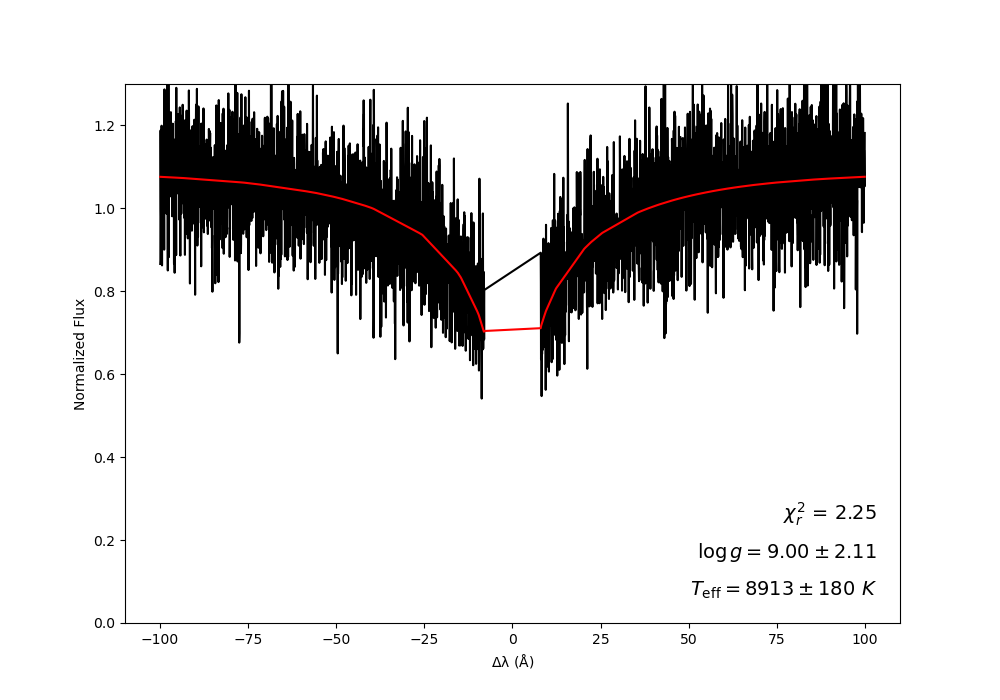 1.2
1.0
0.8
0.6
0.4
0.2
0.0
Normalized Flux
χ²ᵣ = 2.25
log g = 9.00 ± 2.11
T_eff = 8913 ± 180 K
−100 −75 −50 −25 0 25 50 75 100
Δλ (Å)